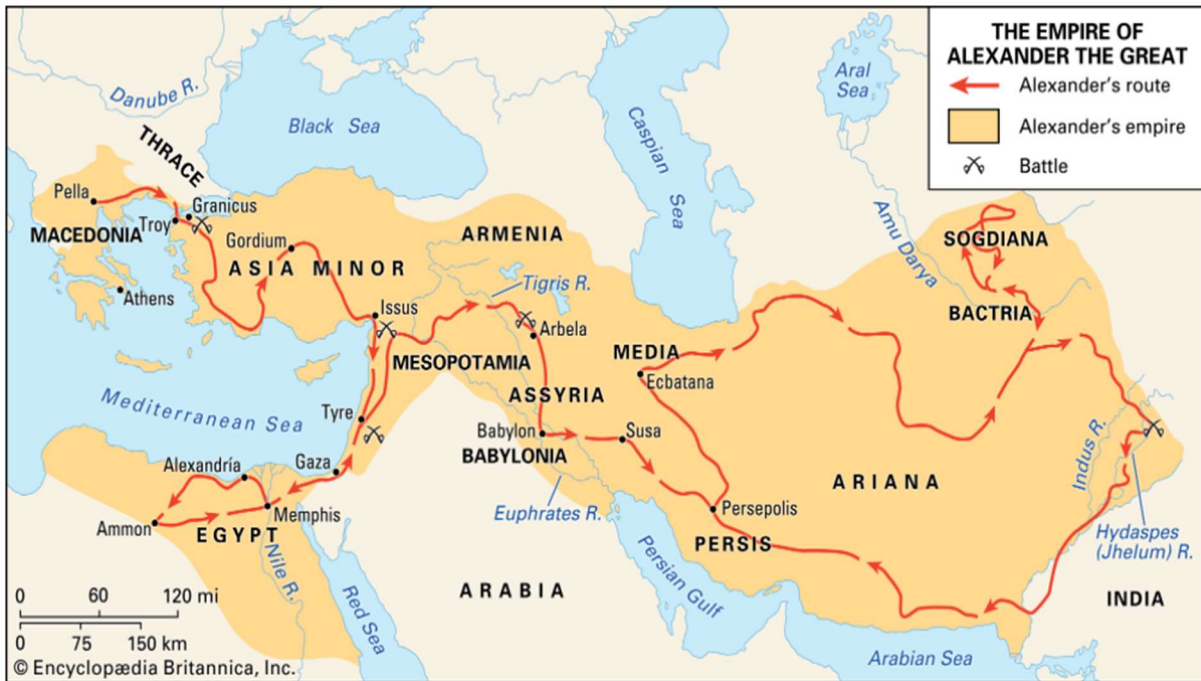 THE EMPIRE OF
ALEXANDER THE GREAT
Alexander's route
Alexander's empire
Battle
Danube R.
Black Sea
Caspian
Sea
Aral
Sea
THRACE
Pella
Granicus
Troy
MACEDONIA
Gordium
ASIA MINOR
ARMENIA
Athens
Tigris R.
Issus
Arbela
Amu Darya
SOGDIANA
BACTRIA
MESOPOTAMIA
MEDIA
Ecbatana
ASSYRIA
Mediterranean Sea
Tyre
Babylon
Susa
BABYLONIA
Alexandría
Gaza
Indus R.
ARIANA
Ammon
Memphis
EGYPT
Euphrates R.
Persepolis
PERSIS
Hydaspes
(Jhelum) R.
Nile R.
Red Sea
ARABIA
Persian Gulf
INDIA
Arabian Sea
0 60 120 mi
0 75 150 km
© Encyclopædia Britannica, Inc.